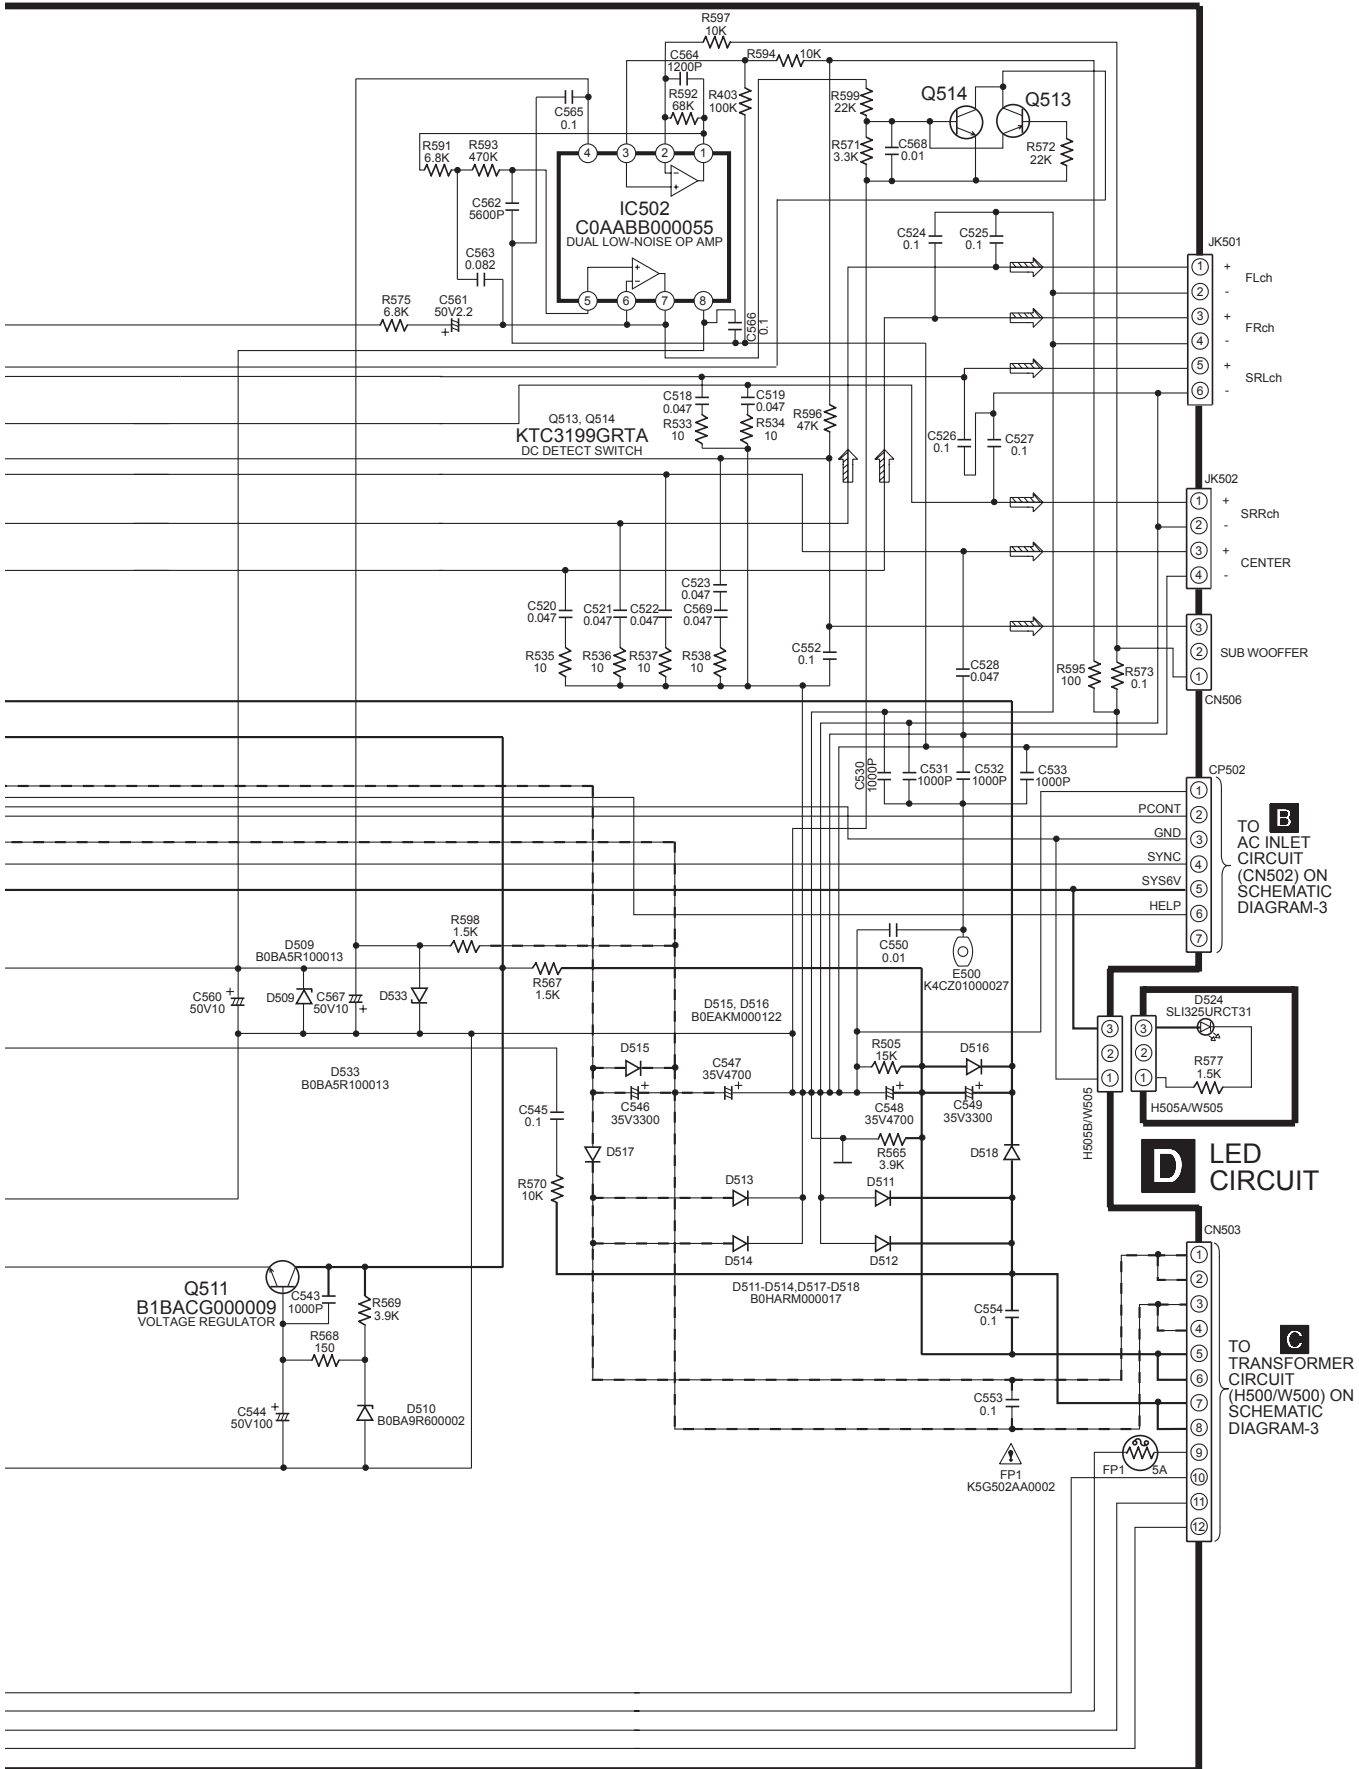 R597
10K
C564
1200P
R594
10K
R592
68K
R403
100K
R599
22K
Q514
Q513
C565
0.1
R591
6.8K
R593
470K
R571
3.3K
C568
0.01
R572
22K
4
3
2
1
-
+
C562
5600P
IC502
C0AABB000055
DUAL LOW-NOISE OP AMP
C563
0.082
+
-
5
6
7
8
R575
6.8K
C561
50V2.2
+
C566
0.1
C524
0.1
C525
0.1
JK501
1
+
FLch
2
-
3
+
FRch
4
-
5
+
SRLch
6
-
C518
0.047
C519
0.047
R533
10
R534
10
R596
47K
Q513, Q514
KTC3199GRTA
DC DETECT SWITCH
C526
0.1
C527
0.1
JK502
1
+
SRRch
2
-
3
+
CENTER
4
-
C523
0.047
C520
0.047
C521
0.047
C522
0.047
C569
0.047
R535
10
R536
10
R537
10
R538
10
C552
0.1
C528
0.047
R595
100
R573
0.1
3
2
SUB WOOFFER
1
CN506
C530
1000P
C531
1000P
C532
1000P
C533
1000P
CP502
1
PCONT
2
GND
3
SYNC
4
SYS6V
5
HELP
6
7
TO B
AC INLET
CIRCUIT
(CN502) ON
SCHEMATIC
DIAGRAM-3
R598
1.5K
D509
B0BA5R100013
C550
0.01
E500
K4CZ01000027
R567
1.5K
C560
50V10
+
D509
C567
50V10
+
D533
D515, D516
B0EAKM000122
D524
SLI325URCT31
3
2
1
3
2
1
R577
1.5K
H505A/W505
H505B/W505
D533
B0BA5R100013
D515
C547
35V4700
+
+
C546
35V3300
R505
15K
D516
+
+
C548
35V4700
C549
35V3300
C545
0.1
D517
R565
3.9K
D518
D LED
CIRCUIT
R570
10K
D513
D511
D514
D512
CN503
Q511
B1BACG000009
VOLTAGE REGULATOR
C543
1000P
R569
3.9K
D511-D514,D517-D518
B0HARM000017
C554
0.1
R568
150
C544
50V100
+
D510
B0BA9R600002
C553
0.1
FP1
K5G502AA0002
FP1
5A
1
2
3
4
5
6
7
8
9
10
11
12
TO C
TRANSFORMER
CIRCUIT
(H500/W500) ON
SCHEMATIC
DIAGRAM-3